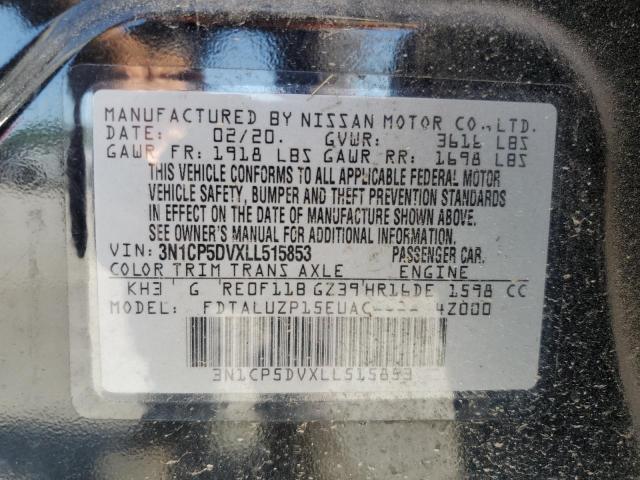 MANUFACTURED BY NISSAN MOTOR CO.,LTD.
DATE: 02/20. GVWR: 3616 LBS
GAWR FR: 1918 LBS GAWR RR: 1698 LBS
THIS VEHICLE CONFORMS TO ALL APPLICABLE FEDERAL MOTOR
VEHICLE SAFETY, BUMPER AND THEFT PREVENTION STANDARDS
IN EFFECT ON THE DATE OF MANUFACTURE SHOWN ABOVE.
SEE OWNER'S MANUAL FOR ADDITIONAL INFORMATION.
VIN: 3N1CP5DVXLL515853 PASSENGER CAR.
COLOR TRIM TRANS AXLE ENGINE
KH3 G RE0F11B GZ39 HR16DE 1598 CC
MODEL: FDTALUZP15EUAC---- 4Z000
3N1CP5DVXLL515853